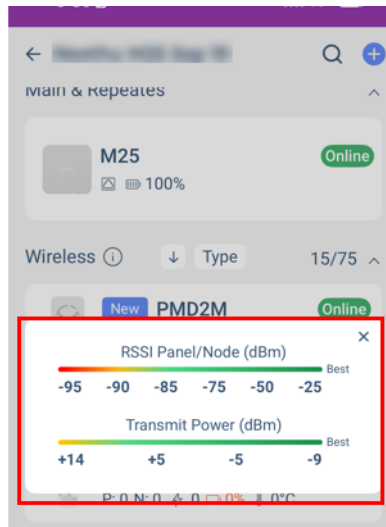 Main & Repeates
M25
Online
100%
Wireless
↓ Type
15/75
New PMD2M
Online
RSSI Panel/Node (dBm)
Best
-95 -90 -85 -75 -50 -25
Transmit Power (dBm)
Best
+14 +5 -5 -9
P: 0 N: 0 0 0% 0°C